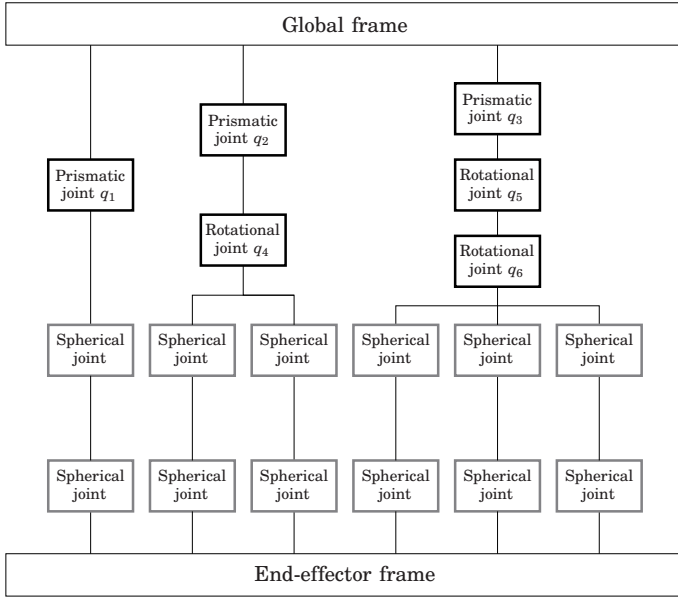 Global frame
Prismatic
joint q3
Prismatic
joint q2
Prismatic
joint q1
Rotational
joint q5
Rotational
joint q4
Rotational
joint q6
Spherical
joint
Spherical
joint
Spherical
joint
Spherical
joint
Spherical
joint
Spherical
joint
Spherical
joint
Spherical
joint
Spherical
joint
Spherical
joint
Spherical
joint
Spherical
joint
End-effector frame